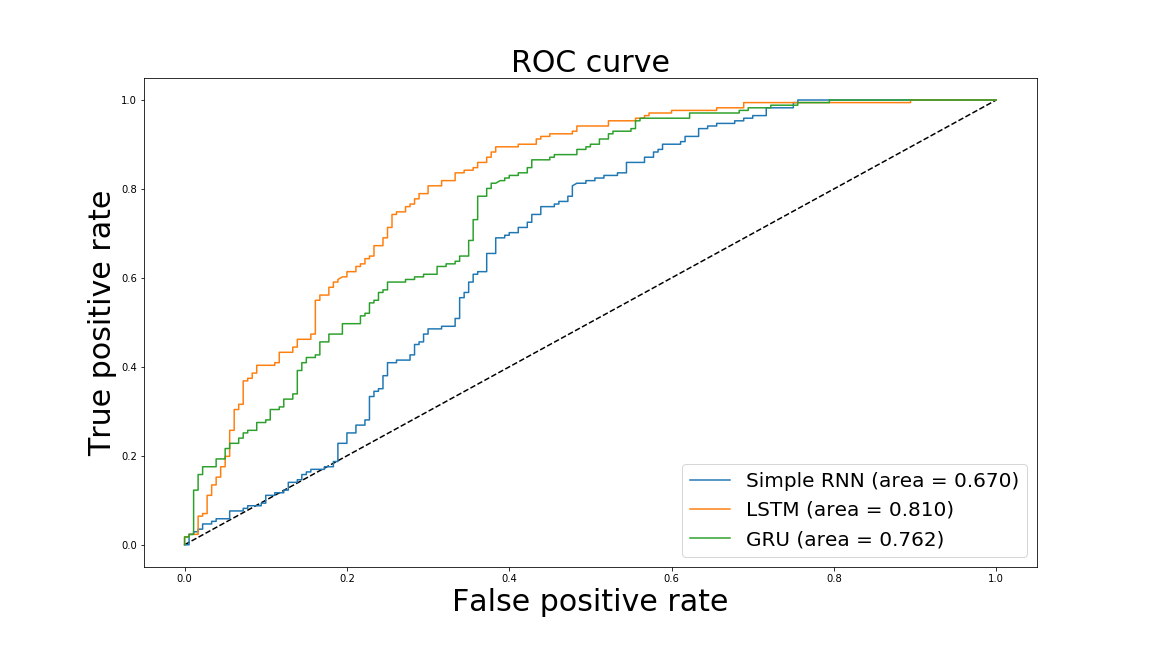 ROC curve
True positive rate
1.0
0.8
0.6
0.4
0.2
0.0
Simple RNN (area = 0.670)
LSTM (area = 0.810)
GRU (area = 0.762)
0.0 0.2 0.4 0.6 0.8 1.0
False positive rate